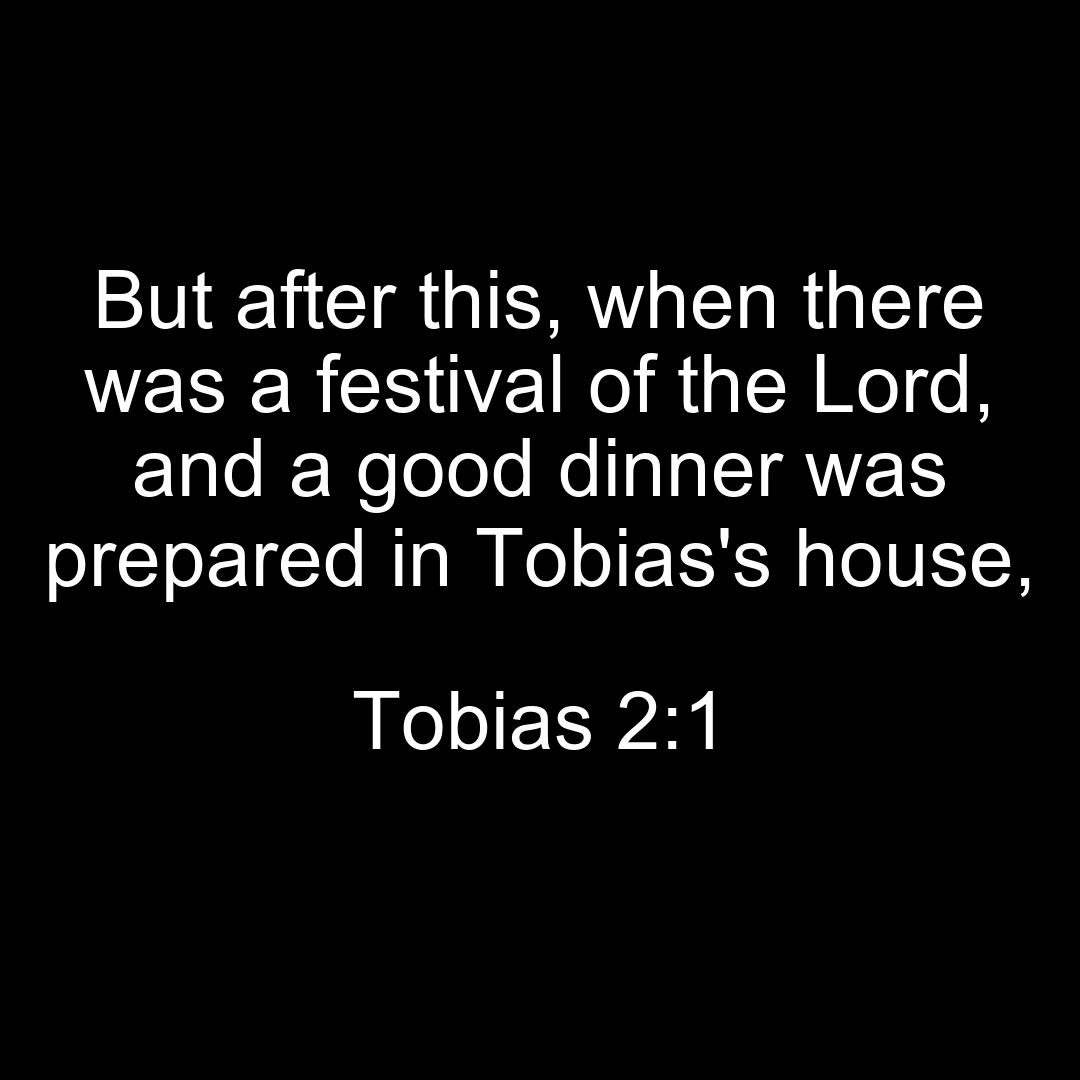 But after this, when there
was a festival of the Lord,
and a good dinner was
prepared in Tobias's house,
Tobias 2:1